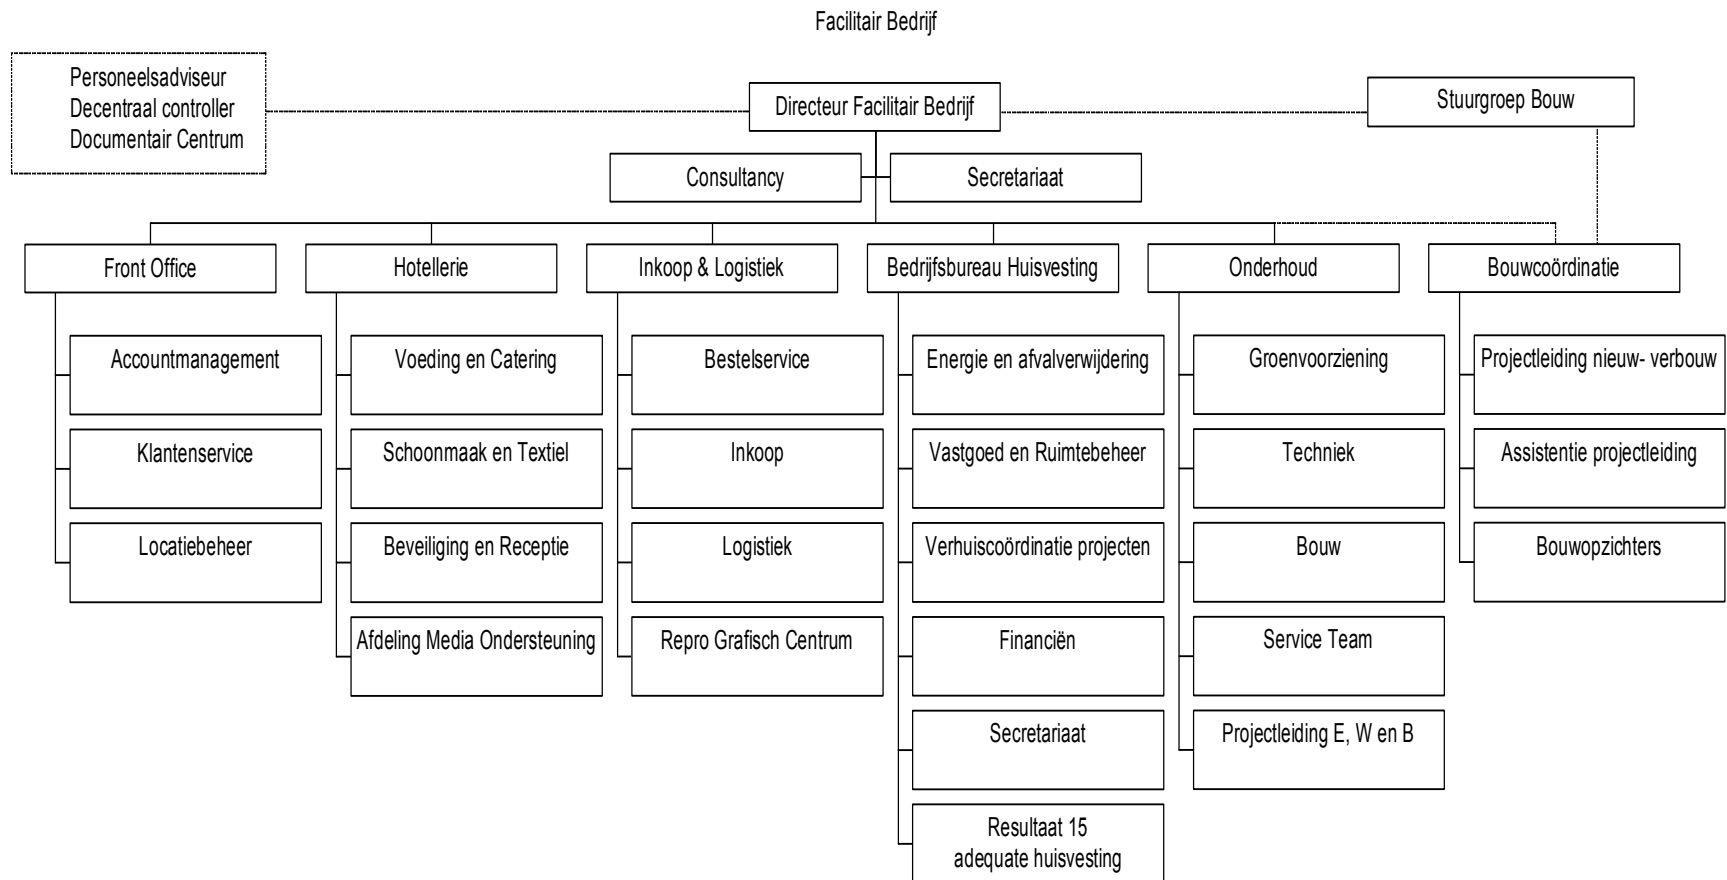 Facilitair Bedrijf
Personeelsadviseur
Decentraal controller
Documentair Centrum
Directeur Facilitair Bedrijf
Stuurgroep Bouw
Consultancy
Secretariaat
Front Office
Hotellerie
Inkoop & Logistiek
Bedrijfsbureau Huisvesting
Onderhoud
Bouwcoördinatie
Accountmanagement
Klantenservice
Locatiebeheer
Voeding en Catering
Schoonmaak en Textiel
Beveiliging en Receptie
Afdeling Media Ondersteuning
Bestelservice
Inkoop
Logistiek
Repro Grafisch Centrum
Energie en afvalverwijdering
Vastgoed en Ruimtebeheer
Verhuiscoördinatie projecten
Financiën
Secretariaat
Resultaat 15
adequate huisvesting
Groenvoorziening
Techniek
Bouw
Service Team
Projectleiding E, W en B
Projectleiding nieuw- verbouw
Assistentie projectleiding
Bouwopzichters